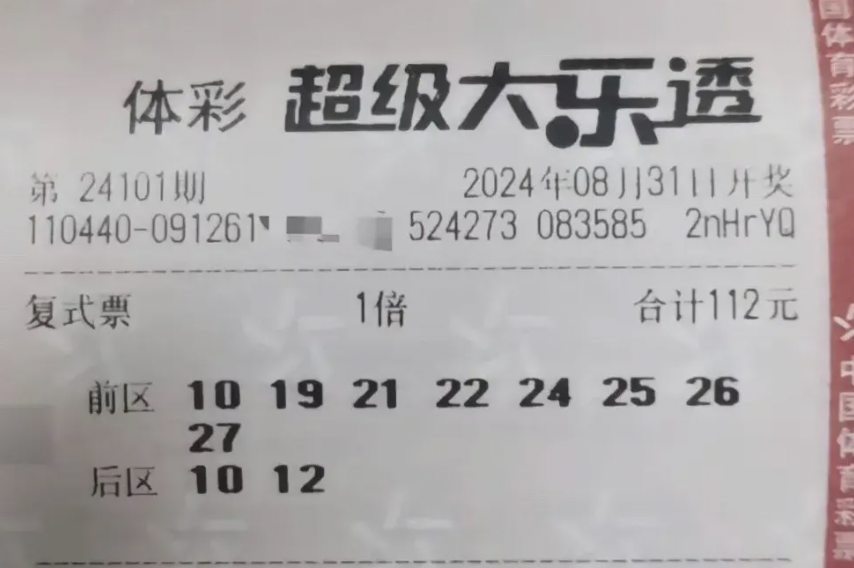 体彩 超级大乐透
第 24101期 2024年08月31日开奖
110440-091261 524273 083585 2nHrYQ
复式票 1倍 合计112元
前区 10 19 21 22 24 25 26
27
后区 10 12
国体育彩票
中国体育彩票